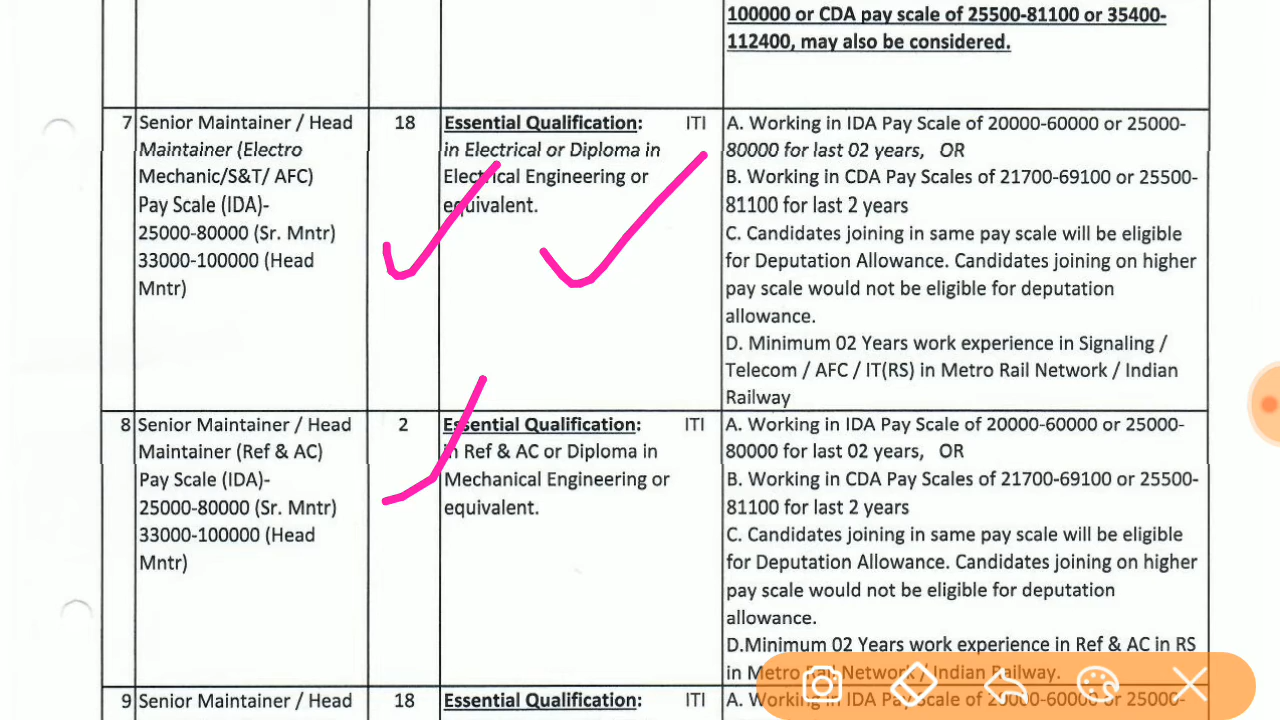 100000 or CDA pay scale of 25500-81100 or 35400-
112400, may also be considered.
7
Senior Maintainer / Head
Maintainer (Electro
Mechanic/S&T/ AFC)
Pay Scale (IDA)-
25000-80000 (Sr. Mntr)
33000-100000 (Head
Mntr)
18
Essential Qualification: ITI
in Electrical or Diploma in
Electrical Engineering or
equivalent.
A. Working in IDA Pay Scale of 20000-60000 or 25000-
80000 for last 02 years, OR
B. Working in CDA Pay Scales of 21700-69100 or 25500-
81100 for last 2 years
C. Candidates joining in same pay scale will be eligible
for Deputation Allowance. Candidates joining on higher
pay scale would not be eligible for deputation
allowance.
D. Minimum 02 Years work experience in Signaling /
Telecom / AFC / IT(RS) in Metro Rail Network / Indian
Railway
8
Senior Maintainer / Head
Maintainer (Ref & AC)
Pay Scale (IDA)-
25000-80000 (Sr. Mntr)
33000-100000 (Head
Mntr)
2
Essential Qualification: ITI
in Ref & AC or Diploma in
Mechanical Engineering or
equivalent.
A. Working in IDA Pay Scale of 20000-60000 or 25000-
80000 for last 02 years, OR
B. Working in CDA Pay Scales of 21700-69100 or 25500-
81100 for last 2 years
C. Candidates joining in same pay scale will be eligible
for Deputation Allowance. Candidates joining on higher
pay scale would not be eligible for deputation
allowance.
D.Minimum 02 Years work experience in Ref & AC in RS
in Metro Rail Network / Indian Railway.
9
Senior Maintainer / Head
18
Essential Qualification: ITI
A. Working in IDA Pay Scale of 20000-60000 or 25000-